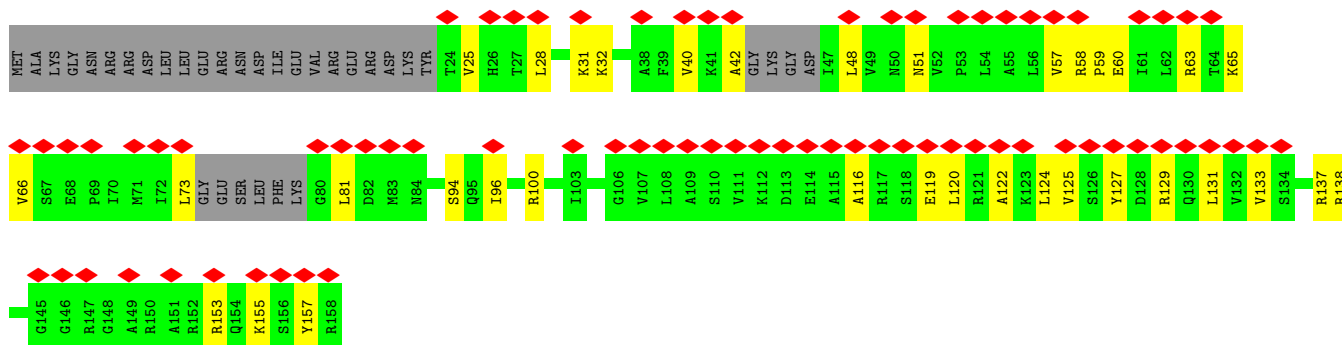 MET ALA LYS GLY ASN ARG ARG ASP LEU LEU GLU ARG ASN ASP ILE GLU VAL ARG GLU ARG ASP LYS TYR T24 V25 H26 T27 L28 K31 K32 A38 F39 V40 K41 A42 GLY LYS GLY ASP I47 L48 V49 N50 N51 V52 P53 L54 A55 L56 V57 R58 P59 E60 I61 L62 R63 T64 K65
V66 S67 E68 P69 I70 M71 I72 L73 GLY GLU SER LEU PHE LYS G80 L81 D82 M83 N84 S94 Q95 I96 R100 I103 G106 V107 L108 A109 S110 V111 K112 D113 E114 A115 A116 R117 S118 E119 L120 R121 A122 K123 L124 V125 S126 Y127 D128 R129 Q130 L131 V132 V133 S134 R137 R138
G145 G146 R147 G148 A149 R150 A151 R152 R153 Q154 K155 S156 Y157 R158